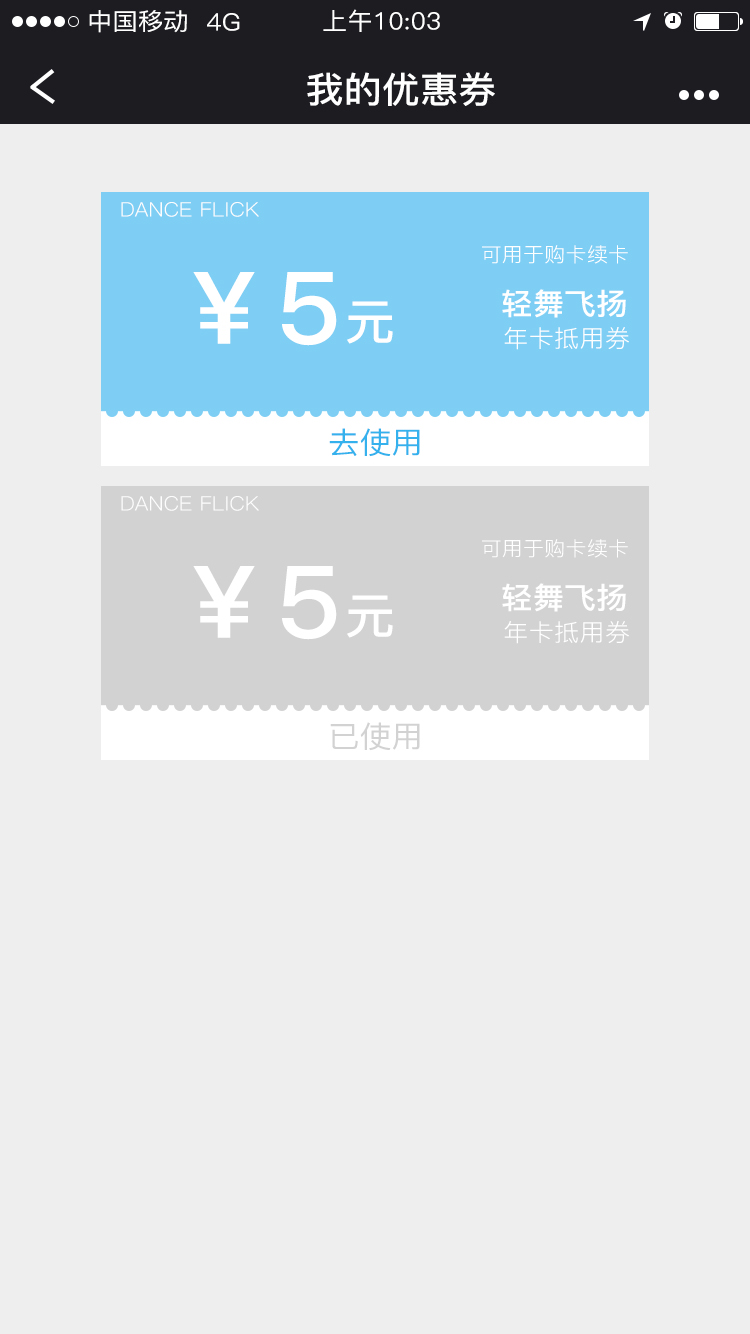 中国移动 4G 上午10:03
我的优惠券
DANCE FLICK
可用于购卡续卡
¥5元
轻舞飞扬
年卡抵用券
去使用
DANCE FLICK
可用于购卡续卡
¥5元
轻舞飞扬
年卡抵用券
已使用